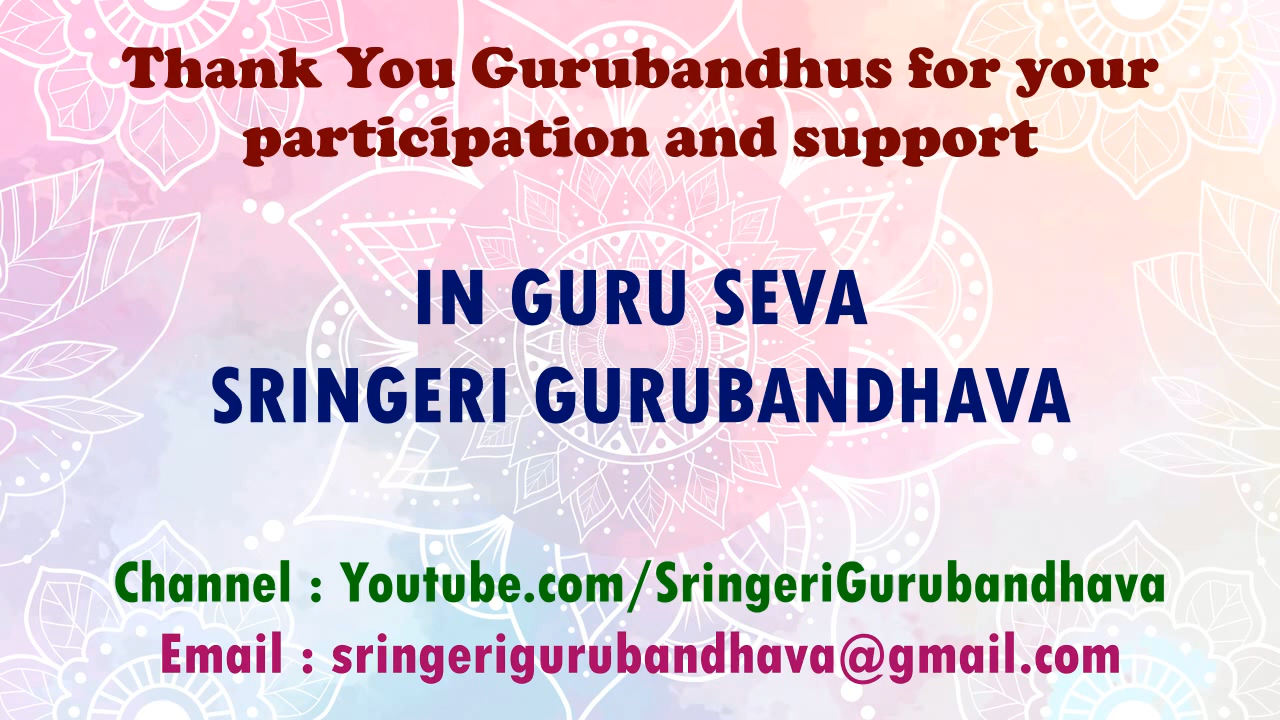 Thank You Gurubandhus for your
participation and support
IN GURU SEVA
SRINGERI GURUBANDHAVA
Channel : Youtube.com/SringeriGurubandhava
Email : sringerigurubandhava@gmail.com